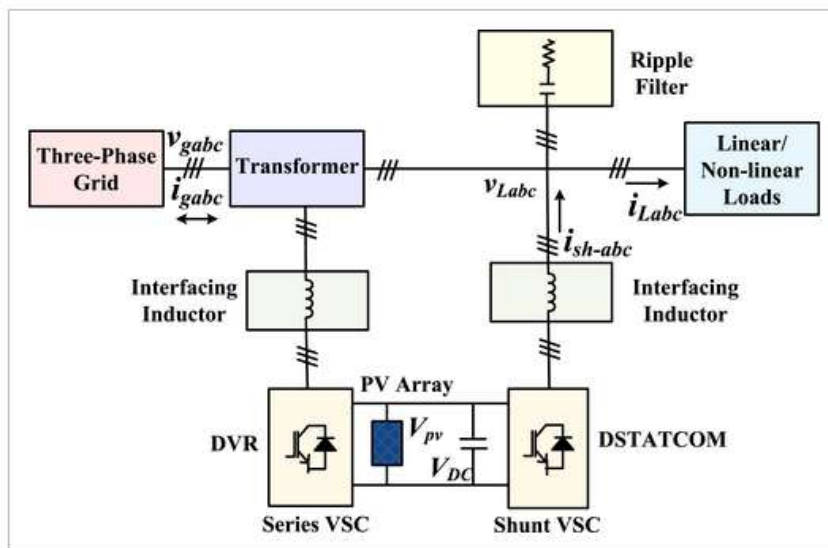 Ripple
Filter
Three-Phase
Grid
v_gabc
i_gabc
Transformer
v_Labc
i_Labc
Linear/
Non-linear
Loads
i_sh-abc
Interfacing
Inductor
Interfacing
Inductor
PV Array
DVR
V_pv
V_DC
DSTATCOM
Series VSC
Shunt VSC